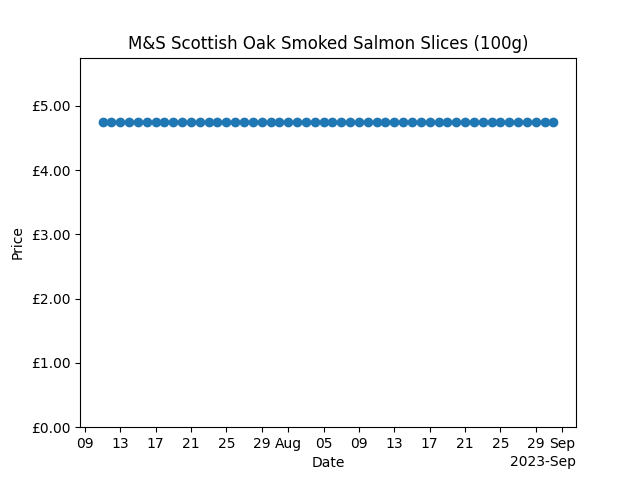 M&S Scottish Oak Smoked Salmon Slices (100g)
£5.00
£4.00
£3.00
£2.00
£1.00
£0.00
Price
09 13 17 21 25 29 Aug 05 09 13 17 21 25 29 Sep
Date
2023-Sep